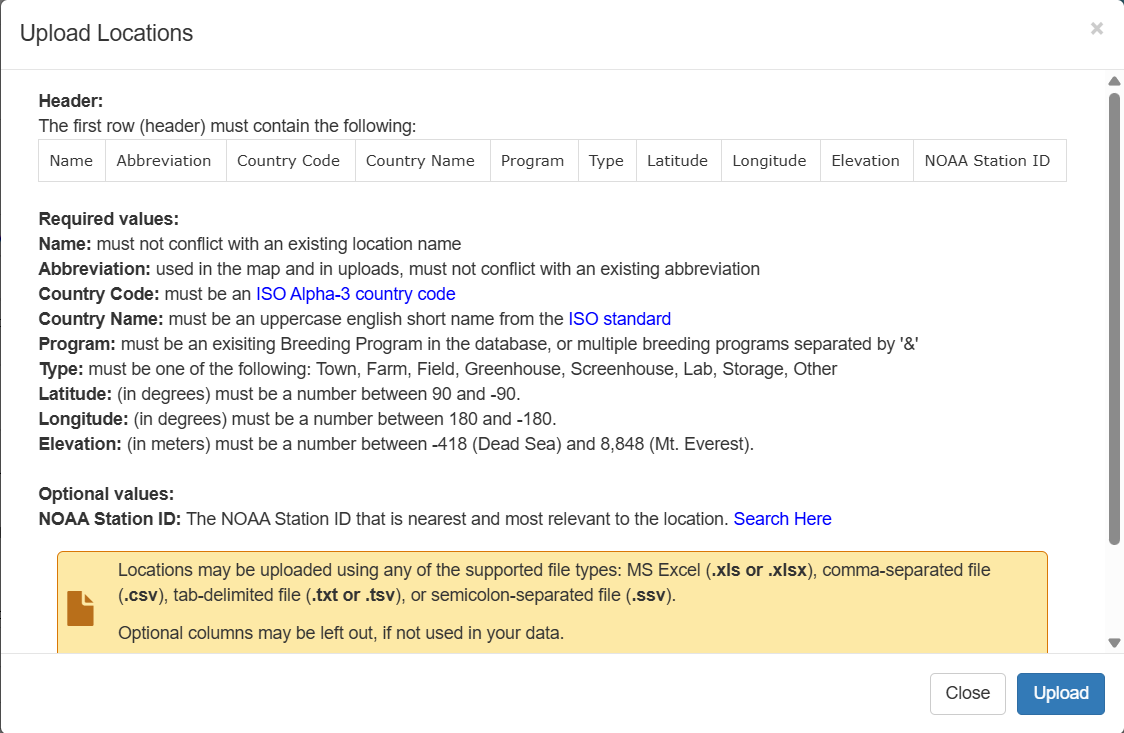 Upload Locations
×
Header:
The first row (header) must contain the following:
Name Abbreviation Country Code Country Name Program Type Latitude Longitude Elevation NOAA Station ID
Required values:
Name: must not conflict with an existing location name
Abbreviation: used in the map and in uploads, must not conflict with an existing abbreviation
Country Code: must be an ISO Alpha-3 country code
Country Name: must be an uppercase english short name from the ISO standard
Program: must be an exisiting Breeding Program in the database, or multiple breeding programs separated by '&'
Type: must be one of the following: Town, Farm, Field, Greenhouse, Screenhouse, Lab, Storage, Other
Latitude: (in degrees) must be a number between 90 and -90.
Longitude: (in degrees) must be a number between 180 and -180.
Elevation: (in meters) must be a number between -418 (Dead Sea) and 8,848 (Mt. Everest).
Optional values:
NOAA Station ID: The NOAA Station ID that is nearest and most relevant to the location. Search Here
Locations may be uploaded using any of the supported file types: MS Excel (.xls or .xlsx), comma-separated file
(.csv), tab-delimited file (.txt or .tsv), or semicolon-separated file (.ssv).
Optional columns may be left out, if not used in your data.
Close Upload